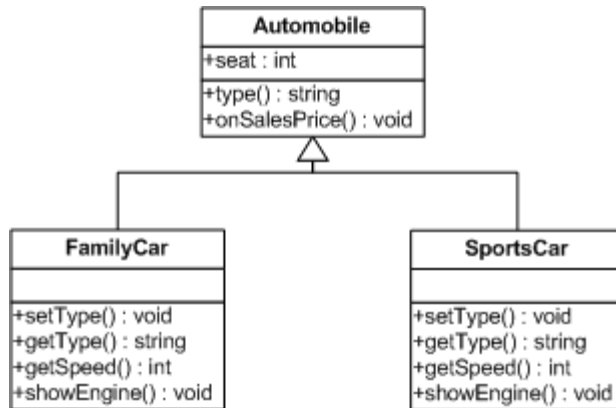 Automobile
+seat : int
+type() : string
+onSalesPrice() : void
FamilyCar
+setType() : void
+getType() : string
+getSpeed() : int
+showEngine() : void
SportsCar
+setType() : void
+getType() : string
+getSpeed() : int
+showEngine() : void